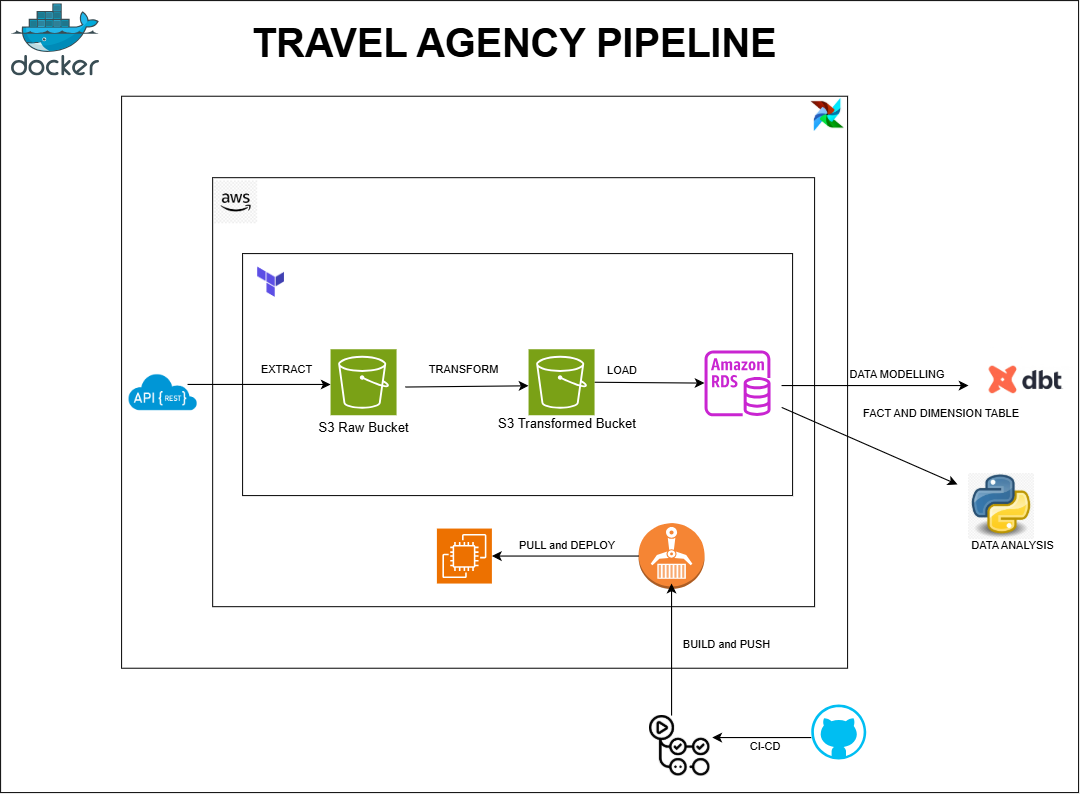 docker
TRAVEL AGENCY PIPELINE
aws
EXTRACT
TRANSFORM
LOAD
Amazon
RDS
DATA MODELLING
dbt
API {REST}
FACT AND DIMENSION TABLE
S3 Raw Bucket
S3 Transformed Bucket
PULL and DEPLOY
DATA ANALYSIS
BUILD and PUSH
CI-CD